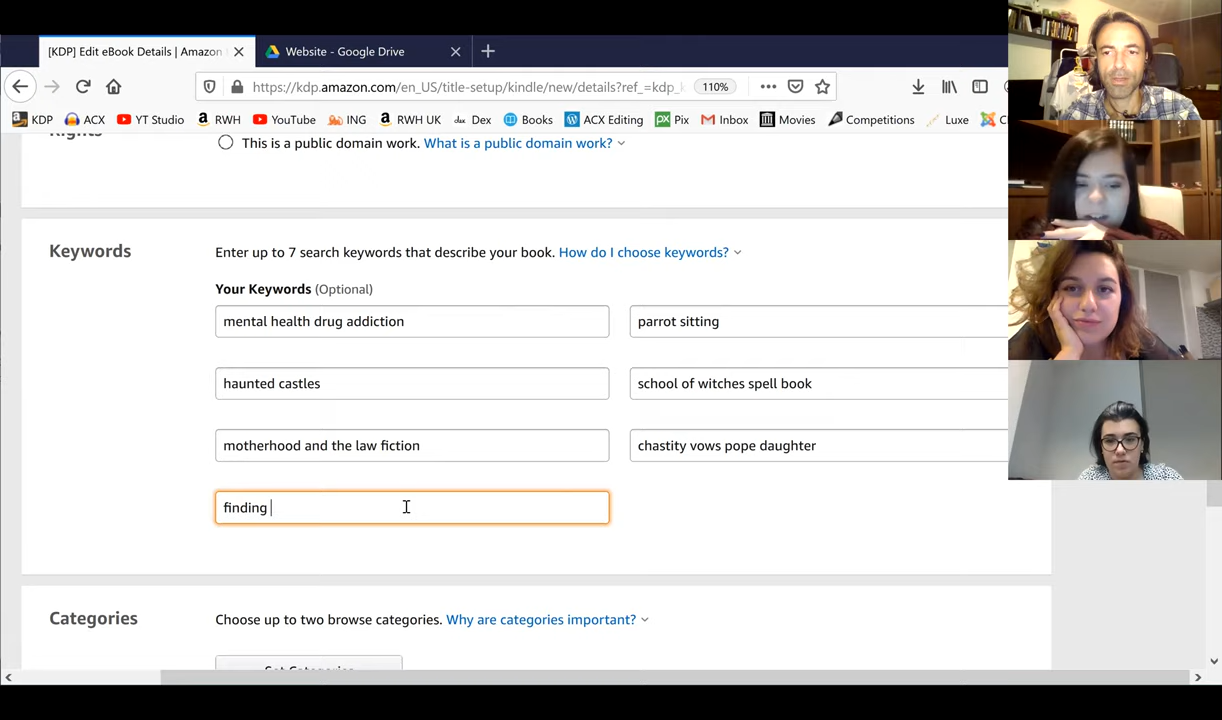 [KDP] Edit eBook Details | Amazon
Website - Google Drive
https://kdp.amazon.com/en_US/title-setup/kindle/new/details?ref_=kdp_
110%
KDP ACX YT Studio RWH YouTube ING RWH UK Dex Books ACX Editing Pix Inbox Movies Competitions Luxe
Rights
This is a public domain work. What is a public domain work?
Keywords
Enter up to 7 search keywords that describe your book. How do I choose keywords?
Your Keywords (Optional)
mental health drug addiction
parrot sitting
haunted castles
school of witches spell book
motherhood and the law fiction
chastity vows pope daughter
finding
Categories
Choose up to two browse categories. Why are categories important?
Set Categories